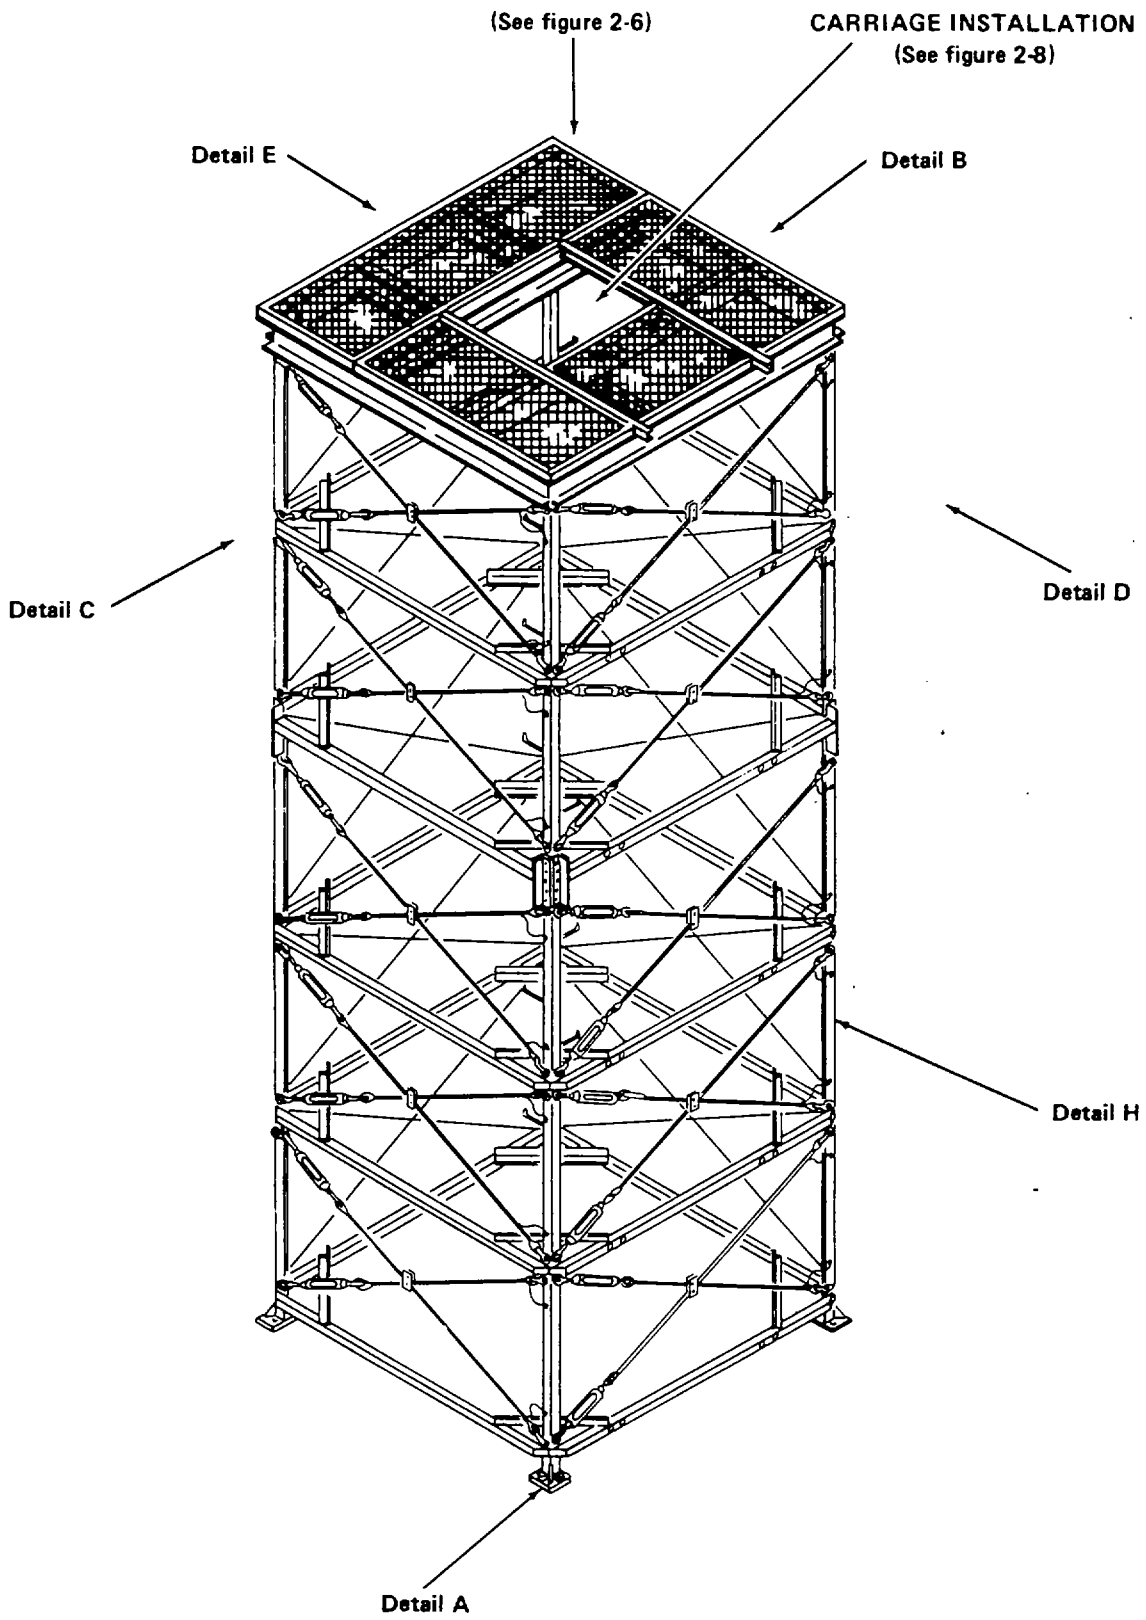 (See figure 2-6)
CARRIAGE INSTALLATION
(See figure 2-8)
Detail E
Detail B
Detail C
Detail D
Detail H
Detail A